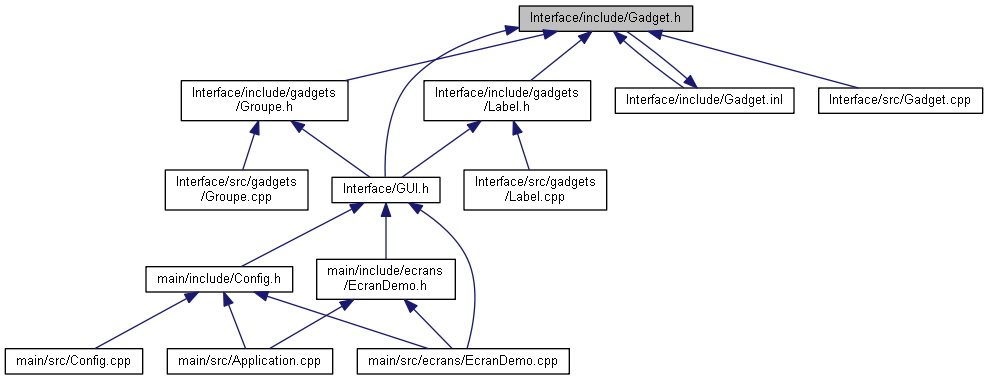 Interface/include/Gadget.h
Interface/include/gadgets
/Groupe.h
Interface/include/gadgets
/Label.h
Interface/include/Gadget.inl
Interface/src/Gadget.cpp
Interface/src/gadgets
/Groupe.cpp
Interface/GUI.h
Interface/src/gadgets
/Label.cpp
main/include/Config.h
main/include/ecrans
/EcranDemo.h
main/src/Config.cpp
main/src/Application.cpp
main/src/ecrans/EcranDemo.cpp